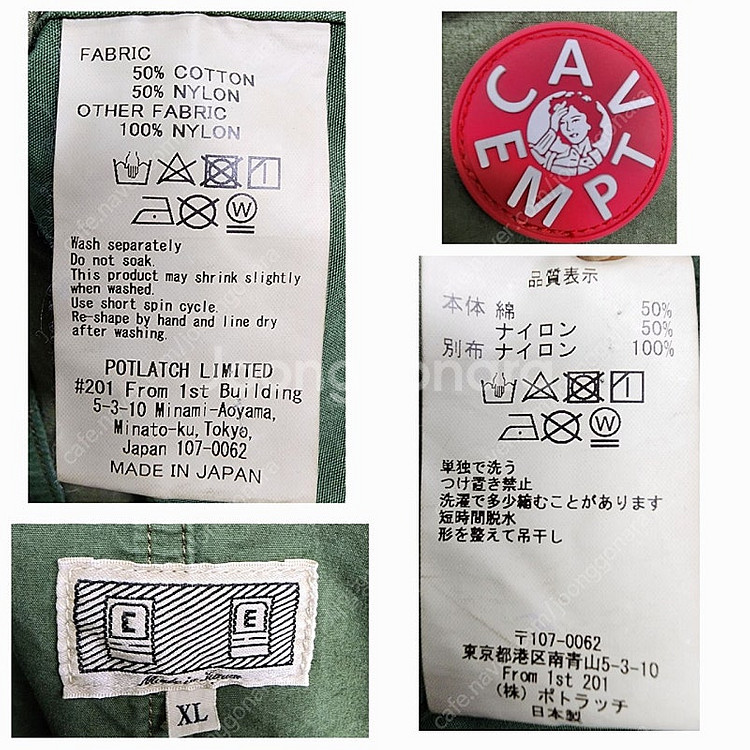 FABRIC
50% COTTON
50% NYLON
OTHER FABRIC
100% NYLON
W
Wash separately
Do not soak.
This product may shrink slightly
when washed.
Use short spin cycle.
Re-shape by hand and line dry
after washing.
POTLATCH LIMITED
#201 From 1st Building
5-3-10 Minami-Aoyama,
Minato-ku, Tokyo,
Japan 107-0062
MADE IN JAPAN
CAV
EMPT
品質表示
本体 綿 50%
ナイロン 50%
別布 ナイロン 100%
W
単独で洗う
つけ置き禁止
洗濯で多少縮むことがあります
短時間脱水
形を整えて吊干し
〒107-0062
東京都港区南青山5-3-10
From 1st 201
(株) ポトラッチ
日本製
E E
Made in Japan
XL
joonggonara